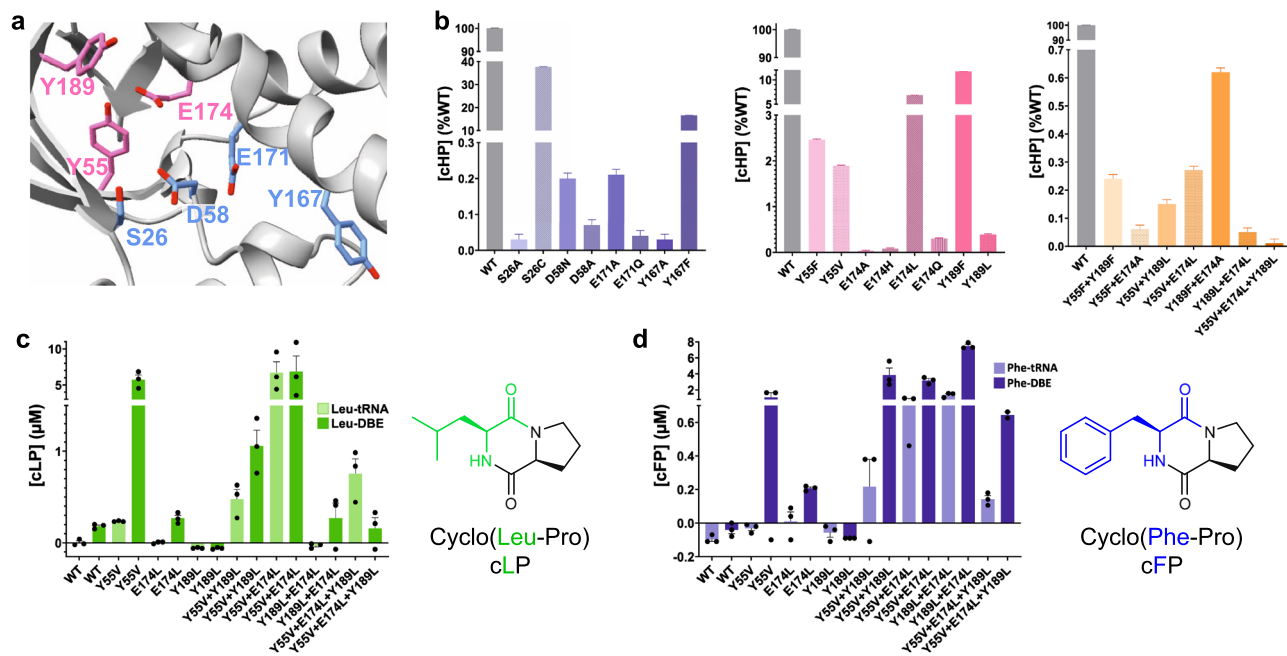 a
Y189
E174
Y55
E171
Y167
D58
S26
b
[cHP] (%WT)
100
90
40
30
20
10
0.3
0.2
0.1
0.0
WT
S26A
S26C
D58N
D58A
E171A
E171Q
Y167A
Y167F
[cHP] (%WT)
100
90
10
5
3
2
1
0
WT
Y55F
Y55V
E174A
E174H
E174L
E174Q
Y189F
Y189L
[cHP] (%WT)
100
90
0.7
0.6
0.5
0.4
0.3
0.2
0.1
0.0
WT
Y55F+Y189F
Y55F+E174A
Y55V+Y189L
Y55V+E174L
Y189F+E174A
Y189L+E174L
Y55V+E174L+Y189L
c
[cLP] (μM)
10
5
1
0
Leu-tRNA
Leu-DBE
WT
WT
Y55V
Y55V
E174L
E174L
Y189L
Y189L
Y55V+Y189L
Y55V+Y189L
Y55V+E174L
Y55V+E174L
Y189L+E174L
Y189L+E174L
Y55V+E174L+Y189L
Y55V+E174L+Y189L
O
N
HN
O
Cyclo(Leu-Pro)
cLP
d
[cFP] (μM)
8
6
4
2
0.6
0.4
0.2
0.0
-0.2
Phe-tRNA
Phe-DBE
WT
WT
Y55V
Y55V
E174L
E174L
Y189L
Y189L
Y55V+Y189L
Y55V+Y189L
Y55V+E174L
Y55V+E174L
Y189L+E174L
Y189L+E174L
Y55V+E174L+Y189L
Y55V+E174L+Y189L
O
N
NH
O
Cyclo(Phe-Pro)
cFP